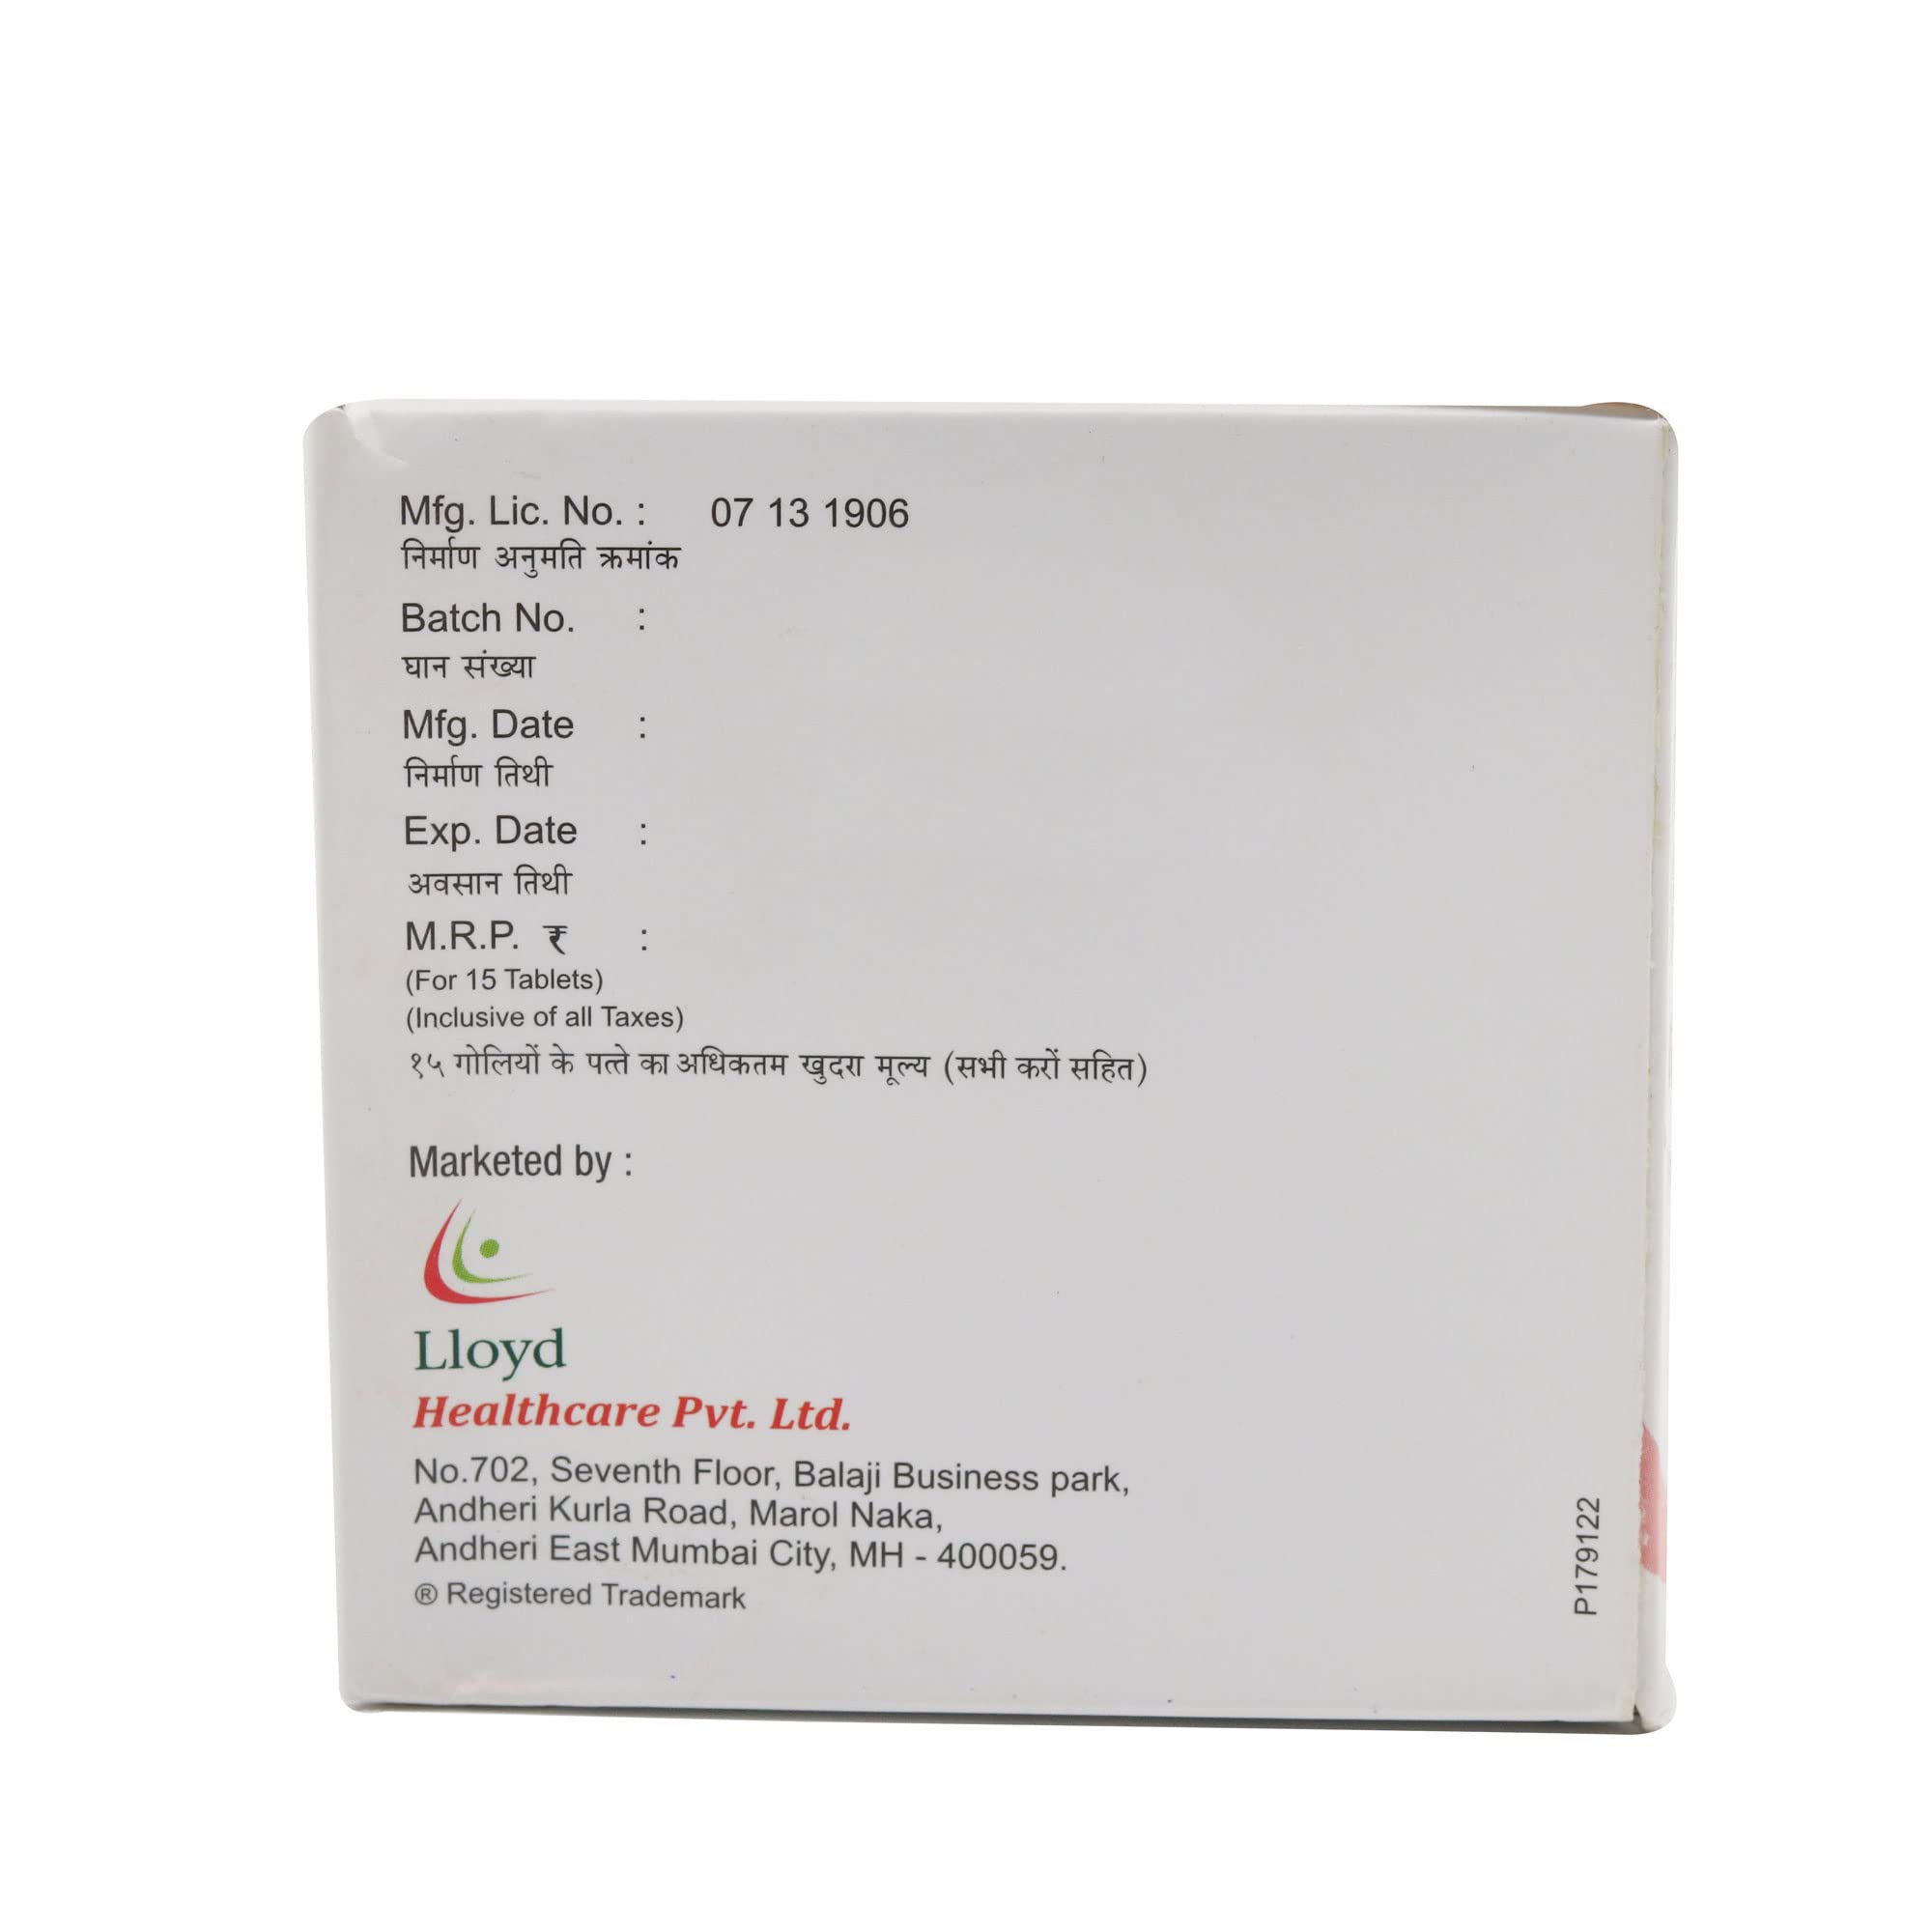 Mfg. Lic. No. : 07 13 1906
निर्माण अनुमति क्रमांक
Batch No. :
घान संख्या
Mfg. Date :
निर्माण तिथी
Exp. Date :
अवसान तिथी
M.R.P. ₹ :
(For 15 Tablets)
(Inclusive of all Taxes)
१५ गोलियों के पत्ते का अधिकतम खुदरा मूल्य (सभी करों सहित)
Marketed by :
Lloyd
Healthcare Pvt. Ltd.
No.702, Seventh Floor, Balaji Business park,
Andheri Kurla Road, Marol Naka,
Andheri East Mumbai City, MH - 400059.
® Registered Trademark
P179122